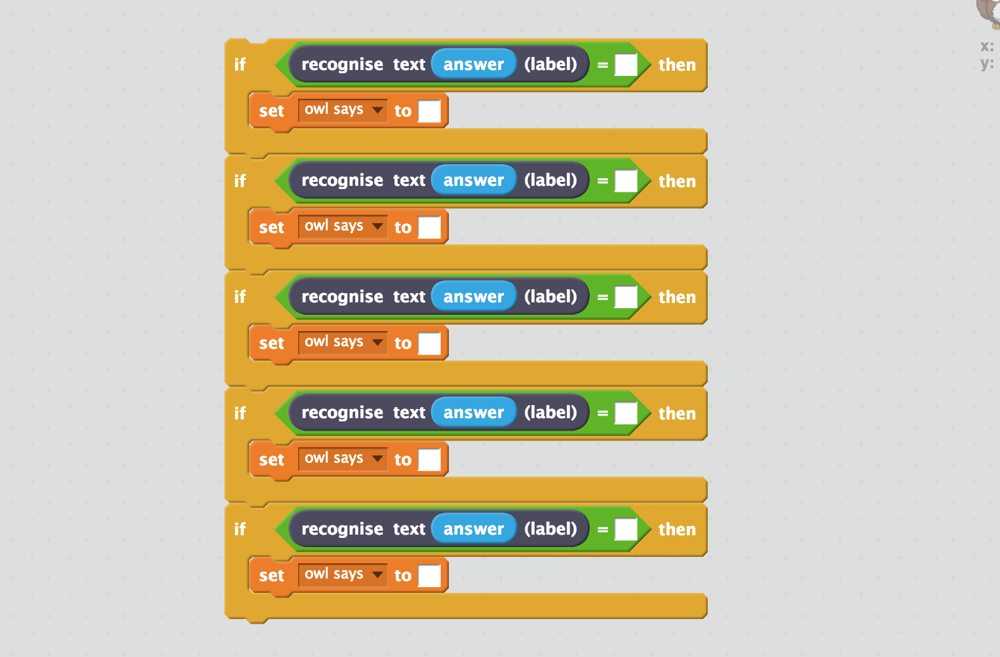 if recognise text answer (label) = then
set owl says to
if recognise text answer (label) = then
set owl says to
if recognise text answer (label) = then
set owl says to
if recognise text answer (label) = then
set owl says to
if recognise text answer (label) = then
set owl says to
x:
y: